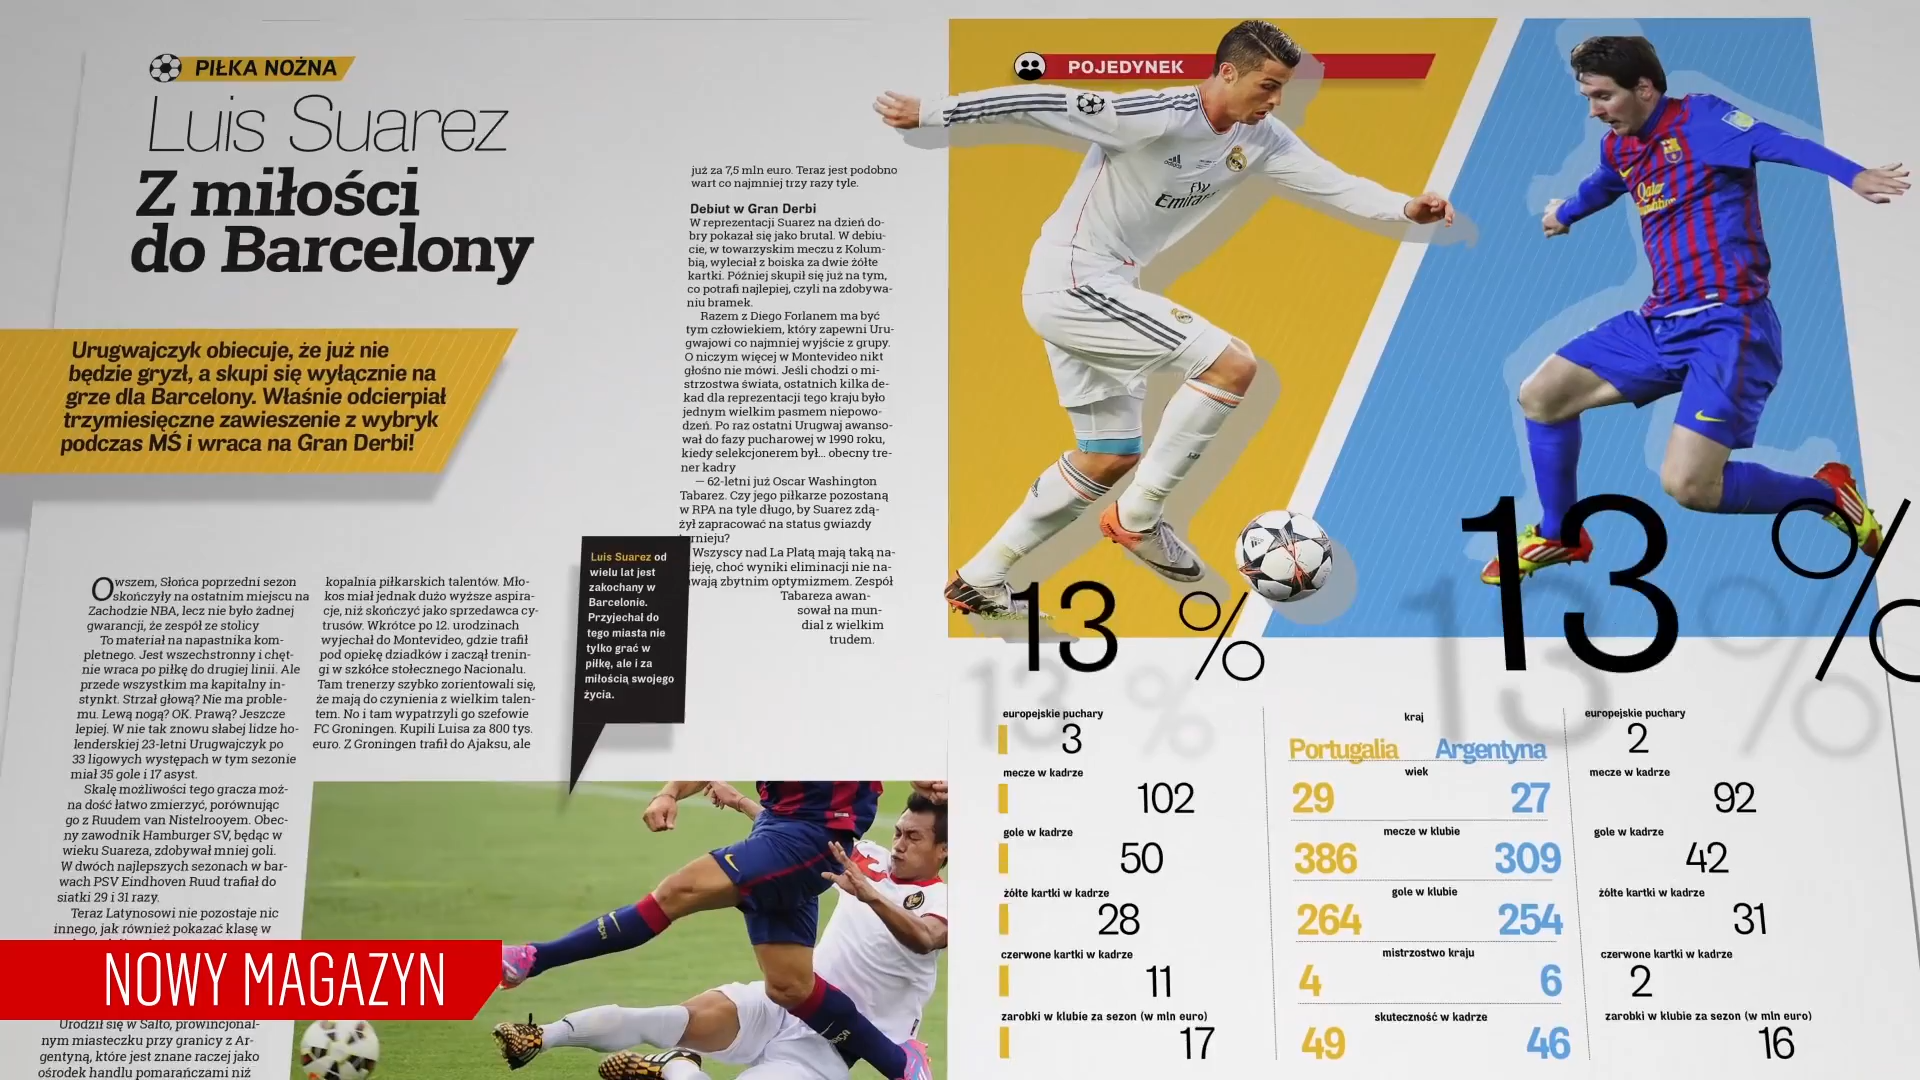 PIŁKA NOŻNA
Luis Suarez
Z miłości
do Barcelony
Urugwajczyk obiecuje, że już nie
będzie gryzł, a skupi się wyłącznie na
grze dla Barcelony. Właśnie odcierpiał
trzymiesięczne zawieszenie z wybryk
podczas MŚ i wraca na Gran Derbi!
Owszem, Słońca poprzedni sezon
skończyły na ostatnim miejscu na
Zachodzie NBA, lecz nie było żadnej
gwarancji, że zespół ze stolicy
To materiał na napastnika kom-
pletnego. Jest wszechstronny i chęt-
nie wraca po piłkę do drugiej linii. Ale
przede wszystkim ma kapitalny in-
stynkt. Strzał głową? Nie ma proble-
mu. Lewą nogą? OK. Prawą? Jeszcze
lepiej. W nie tak znowu słabej lidze ho-
lenderskiej 23-letni Urugwajczyk po
33 ligowych występach w tym sezonie
miał 35 gole i 17 asyst.
Skalę możliwości tego gracza moż-
na dość łatwo zmierzyć, porównując
go z Ruudem van Nistelrooyem. Obec-
ny zawodnik Hamburger SV, będąc w
wieku Suareza, zdobywał mniej goli.
W dwóch najlepszych sezonach w bar-
wach PSV Eindhoven Ruud trafiał do
siatki 29 i 31 razy.
Teraz Latynosowi nie pozostaje nic
innego, jak również pokazać klasę w
NOWY MAGAZYN
Urodził się w Salto, prowincjonal-
nym miasteczku przy granicy z Ar-
gentyną, które jest znane raczej jako
ośrodek handlu pomarańczami niż
kopalnia piłkarskich talentów. Mło-
kos miał jednak dużo wyższe aspira-
cje, niż skończyć jako sprzedawca cy-
trusów. Wkrótce po 12. urodzinach
wyjechał do Montevideo, gdzie trafił
pod opiekę dziadków i zaczął trenin-
gi w szkółce stołecznego Nacionalu.
Tam trenerzy szybko zorientowali się,
że mają do czynienia z wielkim talen-
tem. No i tam wypatrzyli go szefowie
FC Groningen. Kupili Luisa za 800 tys.
euro. Z Groningen trafił do Ajaksu, ale
Luis Suarez od
wielu lat jest
zakochany w
Barcelonie.
Przyjechał do
tego miasta nie
tylko grać w
piłkę, ale i za
miłością swojego
życia.
już za 7,5 mln euro. Teraz jest podobno
wart co najmniej trzy razy tyle.
Debiut w Gran Derbi
W reprezentacji Suarez na dzień do-
bry pokazał się jako brutal. W debiu-
cie, w towarzyskim meczu z Kolum-
bią, wyleciał z boiska za dwie żółte
kartki. Później skupił się już na tym,
co potrafi najlepiej, czyli na zdobywa-
niu bramek.
Razem z Diego Forlanem ma być
tym człowiekiem, który zapewni Uru-
gwajowi co najmniej wyjście z grupy.
O niczym więcej w Montevideo nikt
głośno nie mówi. Jeśli chodzi o mi-
strzostwa świata, ostatnich kilka de-
kad dla reprezentacji tego kraju było
jednym wielkim pasmem niepowo-
dzeń. Po raz ostatni Urugwaj awanso-
wał do fazy pucharowej w 1990 roku,
kiedy selekcjonerem był... obecny tre-
ner kadry
— 62-letni już Oscar Washington
Tabarez. Czy jego piłkarze pozostaną
w RPA na tyle długo, by Suarez zdą-
żył zapracować na status gwiazdy
rnieju?
Wszyscy nad La Platą mają taką na-
ieję, choć wyniki eliminacji nie na-
wają zbytnim optymizmem. Zespół
Tabareza awan-
sował na mun-
dial z wielkim
trudem.
POJEDYNEK
Fly
Emirates
Qatar
Foundation
13 %
13 %
europejskie puchary
3
mecze w kadrze
102
gole w kadrze
50
żółte kartki w kadrze
28
czerwone kartki w kadrze
11
zarobki w klubie za sezon (w mln euro)
17
kraj
Portugalia Argentyna
wiek
29 27
mecze w klubie
386 309
gole w klubie
264 254
mistrzostwo kraju
4 6
skuteczność w kadrze
49 46
europejskie puchary
2
mecze w kadrze
92
gole w kadrze
42
żółte kartki w kadrze
31
czerwone kartki w kadrze
2
zarobki w klubie za sezon (w mln euro)
16